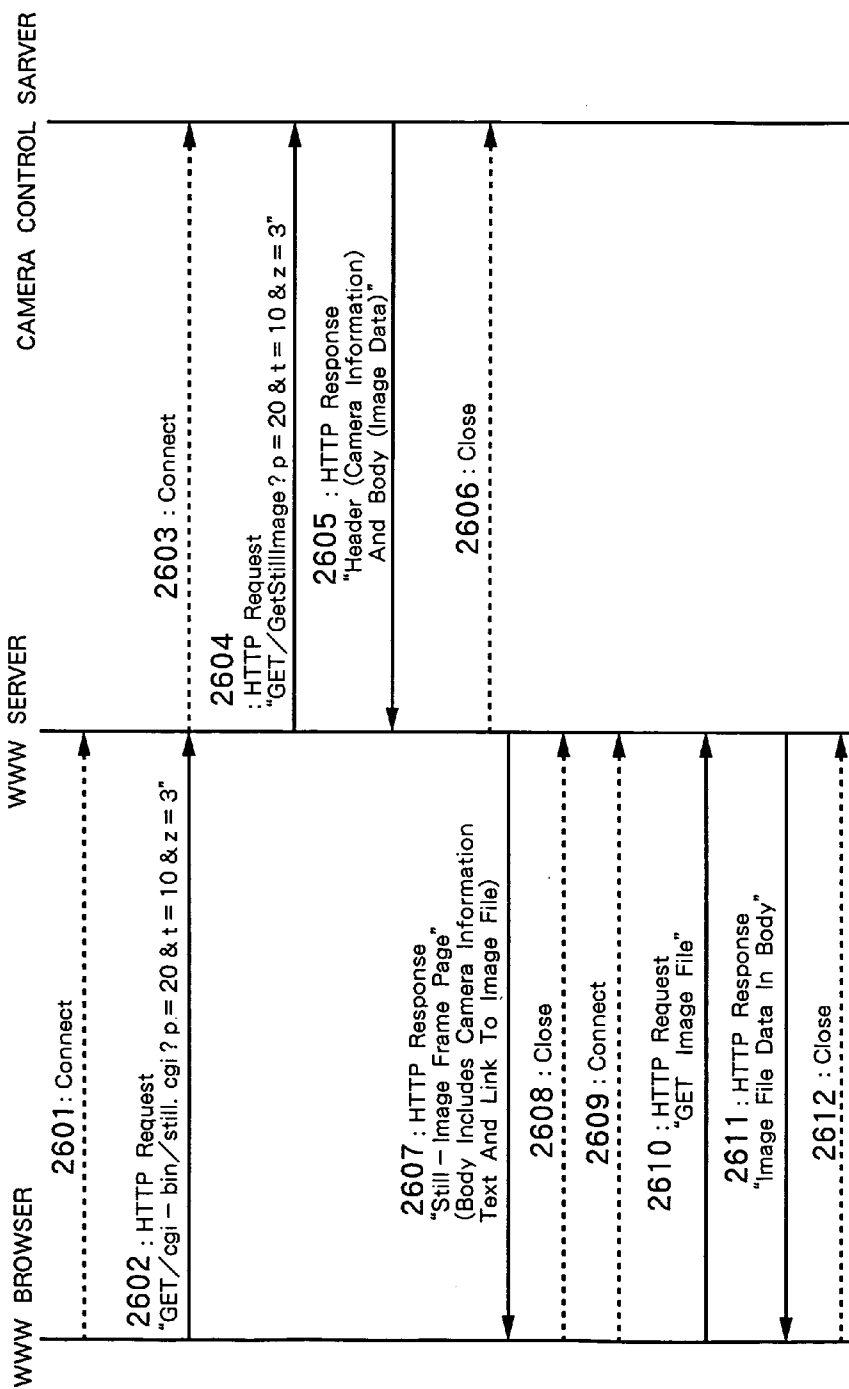 WWW BROWSER
WWW SERVER
CAMERA CONTROL SARVER
2601 : Connect
2602 : HTTP Request
“GET/cgi-bin/still. cgi ? p = 20 & t = 10 & z = 3”
2603 : Connect
2604
: HTTP Request
“GET/GetStillImage ? p = 20 & t = 10 & z = 3”
2605 : HTTP Response
“Header (Camera Information)
And Body (Image Data)”
2606 : Close
2607 : HTTP Response
“Still-Image Frame Page”
(Body Includes Camera Information
Text And Link To Image File)
2608 : Close
2609 : Connect
2610 : HTTP Request
“GET Image File”
2611 : HTTP Response
“Image File Data In Body”
2612 : Close